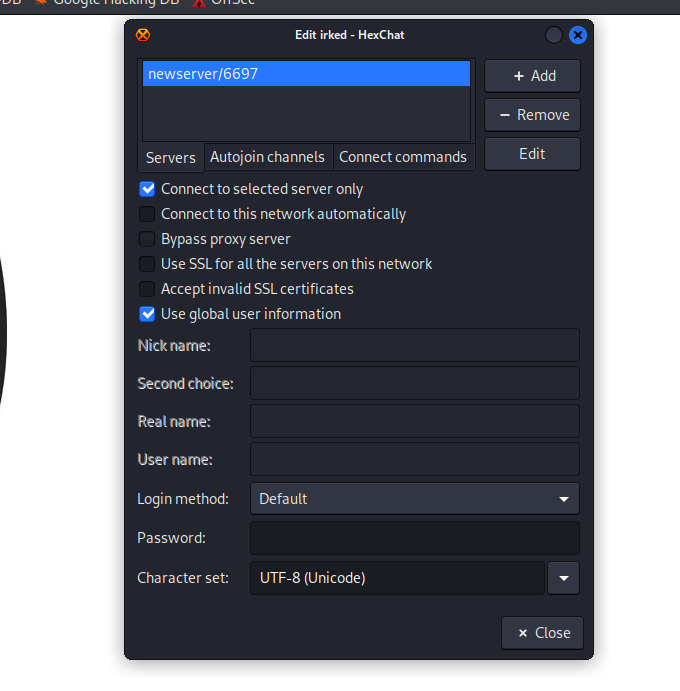 DB Google Hacking DB OffSec
Edit irked - HexChat
newserver/6697
Add
Remove
Edit
Servers Autojoin channels Connect commands
Connect to selected server only
Connect to this network automatically
Bypass proxy server
Use SSL for all the servers on this network
Accept invalid SSL certificates
Use global user information
Nick name:
Second choice:
Real name:
User name:
Login method: Default
Password:
Character set: UTF-8 (Unicode)
Close